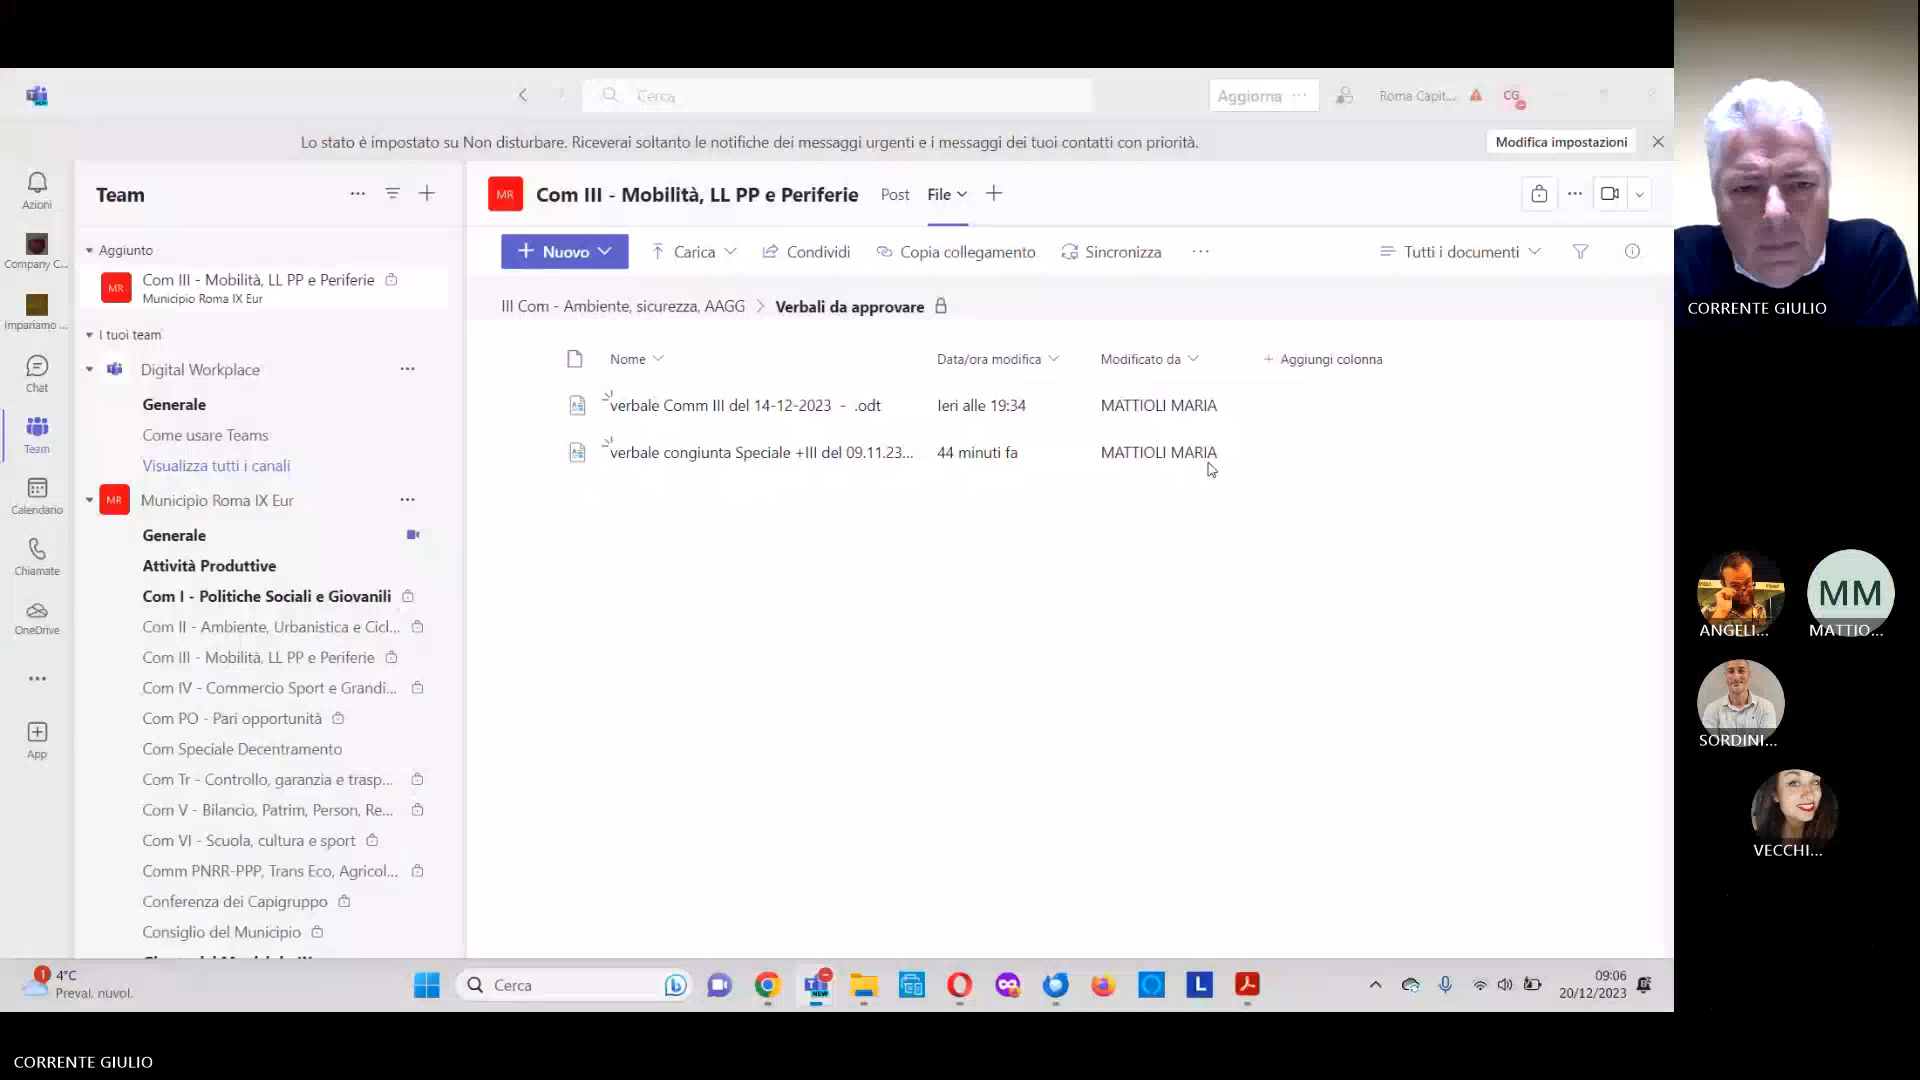 Cerca
Aggiorna
Roma Capit...
CG
Lo stato è impostato su Non disturbare. Riceverai soltanto le notifiche dei messaggi urgenti e i messaggi dei tuoi contatti con priorità.
Modifica impostazioni
Azioni
Company C...
Impariamo ...
Chat
Team
Calendario
Chiamate
OneDrive
App
Team
Aggiunto
MR
Com III - Mobilità, LL PP e Periferie
Municipio Roma IX Eur
I tuoi team
Digital Workplace
Generale
Come usare Teams
Visualizza tutti i canali
MR
Municipio Roma IX Eur
Generale
Attività Produttive
Com I - Politiche Sociali e Giovanili
Com II - Ambiente, Urbanistica e Cicl...
Com III - Mobilità, LL PP e Periferie
Com IV - Commercio Sport e Grandi...
Com PO - Pari opportunità
Com Speciale Decentramento
Com Tr - Controllo, garanzia e trasp...
Com V - Bilancio, Patrim, Person, Re...
Com VI - Scuola, cultura e sport
Comm PNRR-PPP, Trans Eco, Agricol...
Conferenza dei Capigruppo
Consiglio del Municipio
MR
Com III - Mobilità, LL PP e Periferie
Post
File
Nuovo
Carica
Condividi
Copia collegamento
Sincronizza
Tutti i documenti
III Com - Ambiente, sicurezza, AAGG > Verbali da approvare
Nome
Data/ora modifica
Modificato da
Aggiungi colonna
verbale Comm III del 14-12-2023 - .odt
Ieri alle 19:34
MATTIOLI MARIA
verbale congiunta Speciale +III del 09.11.23...
44 minuti fa
MATTIOLI MARIA
1
4°C
Preval. nuvol.
Cerca
NEW
L
09:06
20/12/2023
CORRENTE GIULIO
ANGELI...
MM
MATTIO...
SORDINI...
VECCHI...
CORRENTE GIULIO